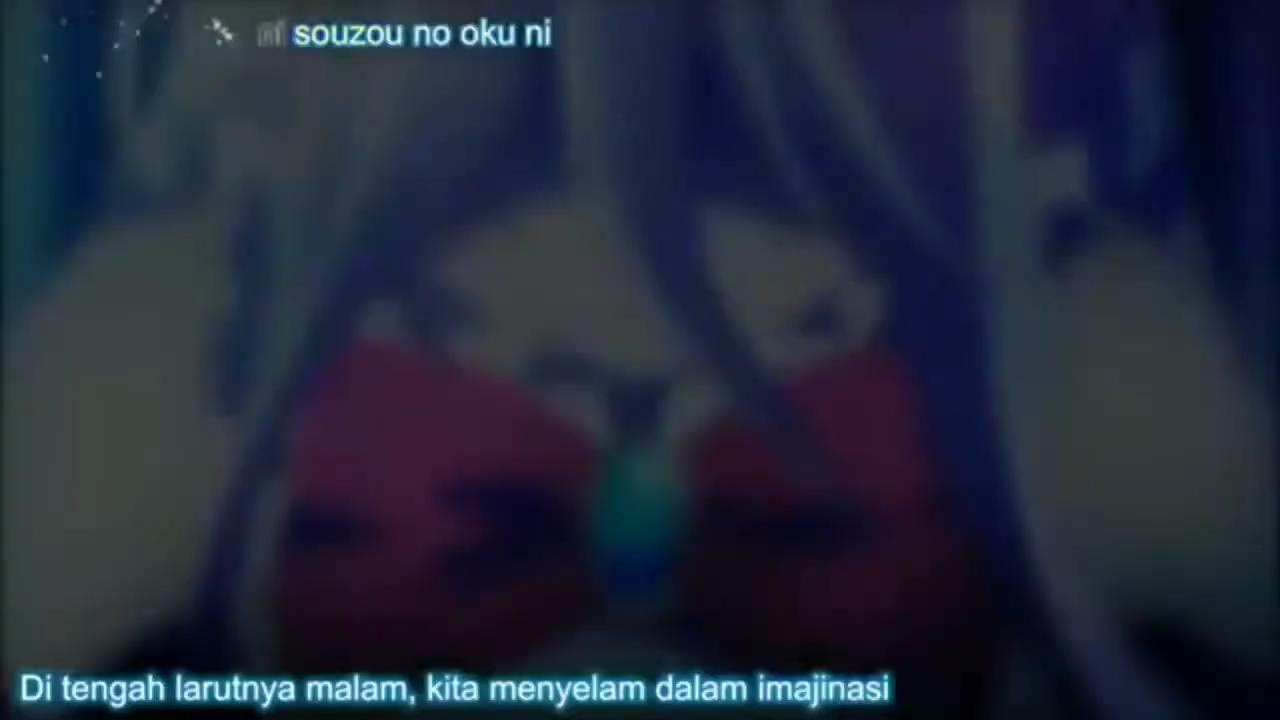 souzou no oku ni
Di tengah larutnya malam, kita menyelam dalam imajinasi